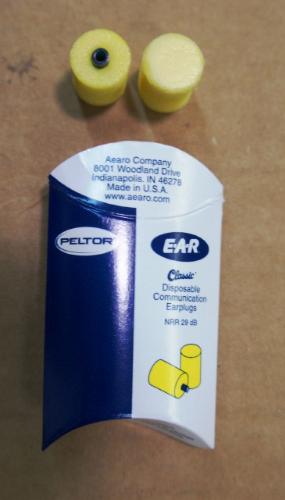 Aearo Company
8001 Woodland Drive
Indianapolis, IN 46278
Made in U.S.A.
www.aearo.com
PELTOR
E·A·R
Classic
Disposable
Communication
Earplugs
NRR 29 dB